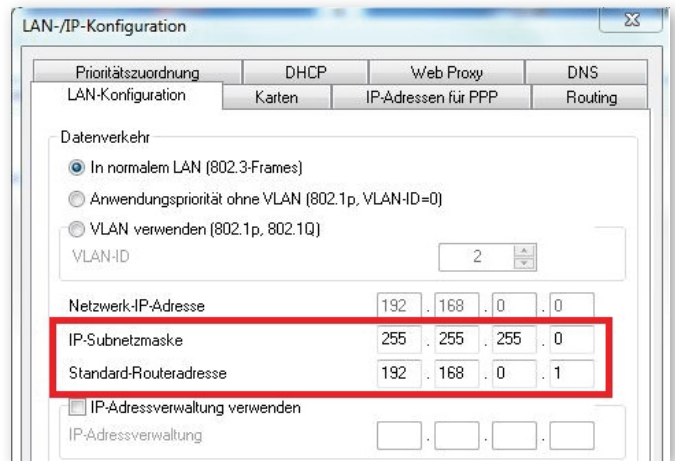 LAN-/IP-Konfiguration
Prioritätszuordnung DHCP Web Proxy DNS
LAN-Konfiguration Karten IP-Adressen für PPP Routing
Datenverkehr
In normalem LAN (802.3-Frames)
Anwendungspriorität ohne VLAN (802.1p, VLAN-ID=0)
VLAN verwenden (802.1p, 802.1Q)
VLAN-ID 2
Netzwerk-IP-Adresse 192 . 168 . 0 . 0
IP-Subnetzmaske 255 . 255 . 255 . 0
Standard-Routeradresse 192 . 168 . 0 . 1
IP-Adressverwaltung verwenden
IP-Adressverwaltung . . .